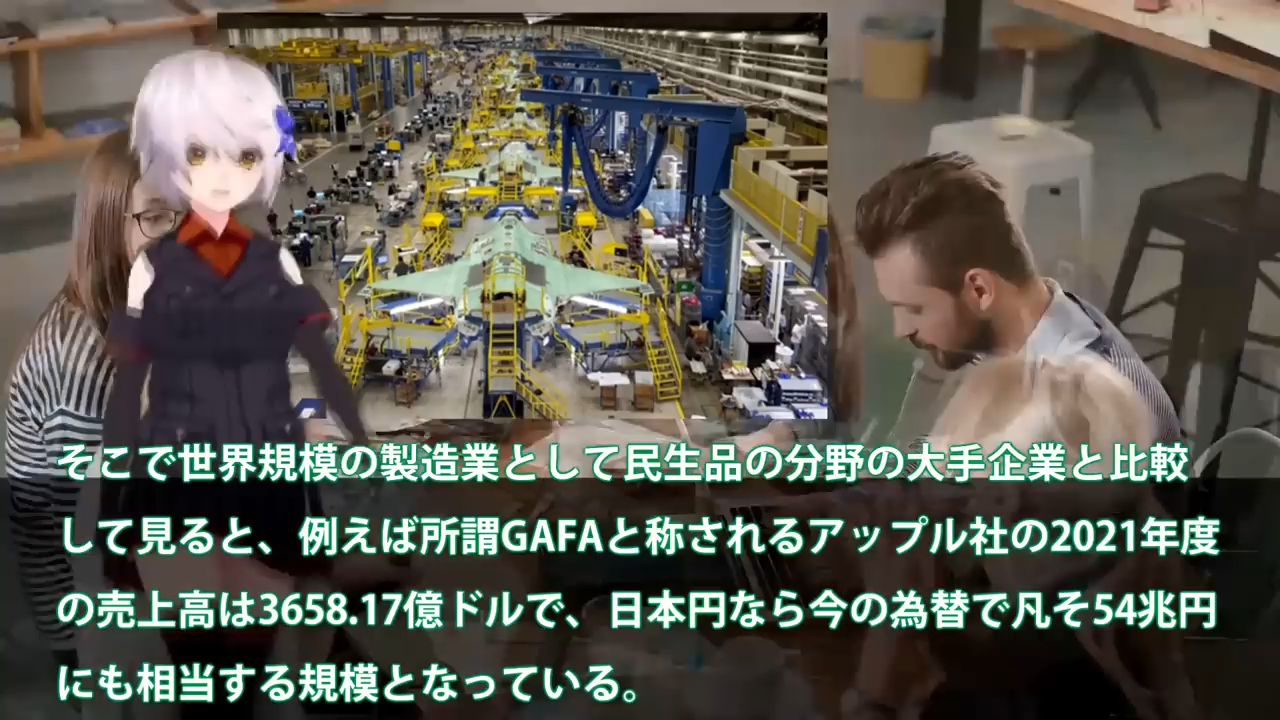 そこで世界規模の製造業として民生品の分野の大手企業と比較
して見ると、例えば所謂GAFAと称されるアップル社の2021年度
の売上高は3658.17億ドルで、日本円なら今の為替で凡そ54兆円
にも相当する規模となっている。